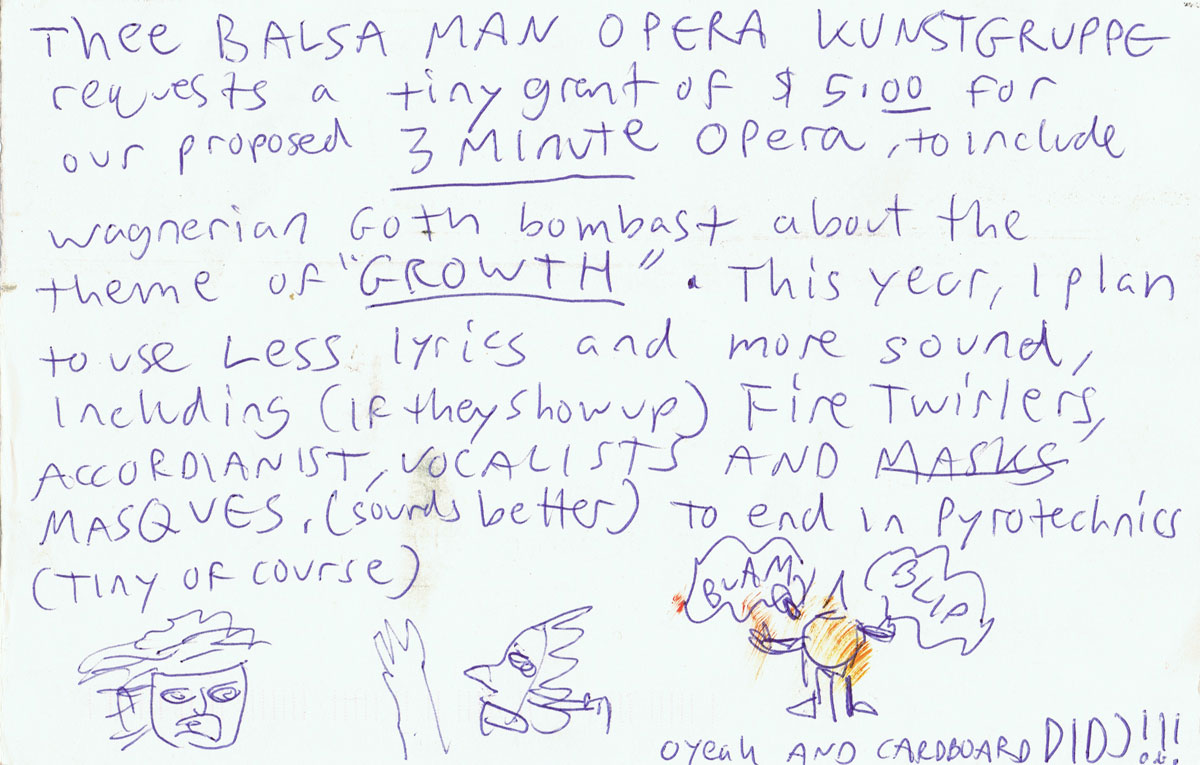 Thee BALSA MAN OPERA KUNSTGRUPPE
requests a tiny grant of $ 5.00 for
our proposed 3 Minute Opera, to include
wagnerian Goth bombast about the
theme of "GROWTH". This year, I plan
to use Less lyrics and more sound,
Including (if they show up) Fire Twirlers,
ACCORDIANIST, VOCALISTS AND MASKS
MASQUES, (sounds better) to end in Pyrotechnics
(TINY OF COURSE)
BLAM
BLIP
OYeah AND CARDBOARD